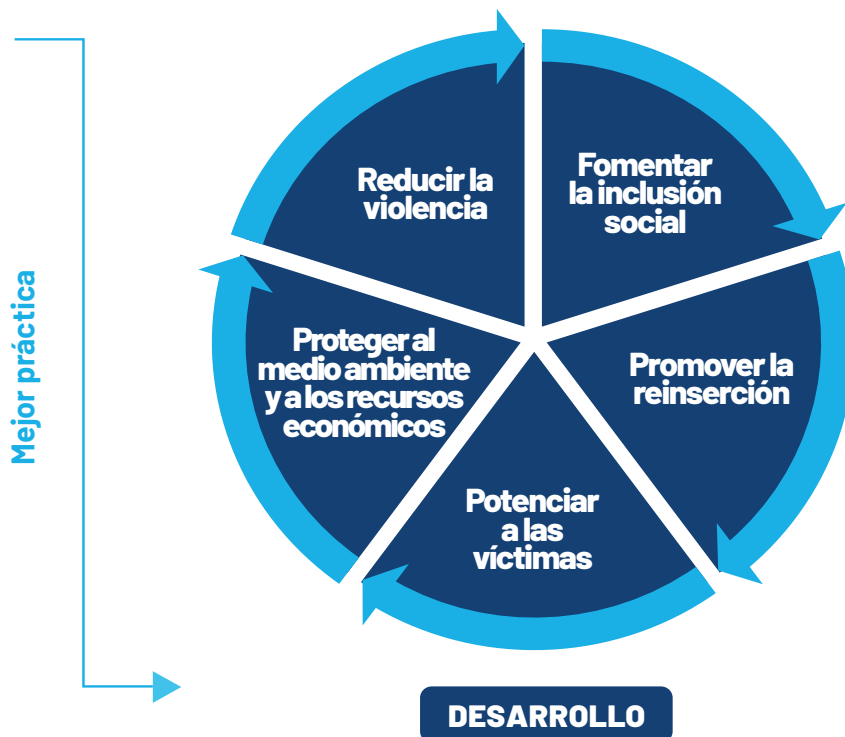 Reducir la
violencia
Fomentar
la inclusión
social
Promover la
reinserción
Potenciar
a las
víctimas
Proteger al
medio ambiente
y a los recursos
económicos
Mejor práctica
DESARROLLO